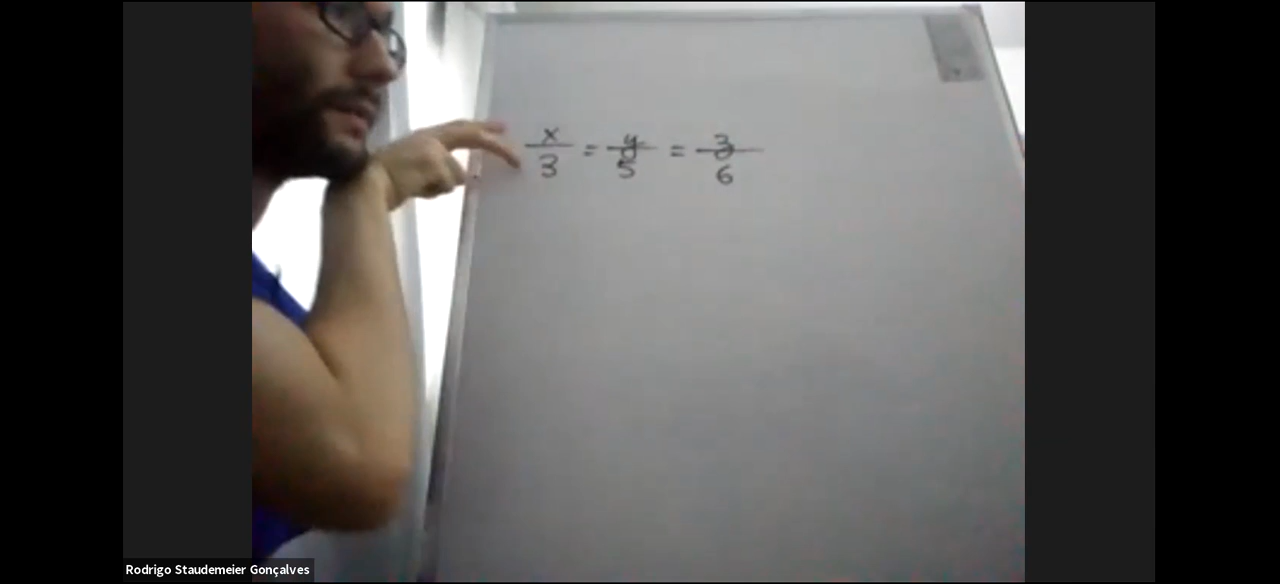 x/3 = y/5 = z/6
Rodrigo Staudemeier Gonçalves